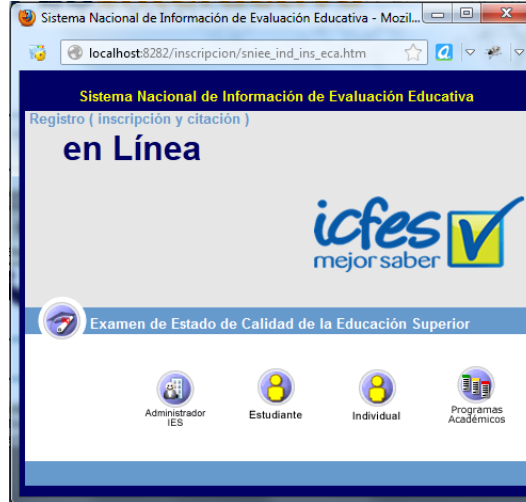 Sistema Nacional de Información de Evaluación Educativa - Mozil...
localhost:8282/inscripcion/sniee_ind_ins_eca.htm
Sistema Nacional de Información de Evaluación Educativa
Registro ( inscripción y citación )
en Línea
icfes
mejor saber
Examen de Estado de Calidad de la Educación Superior
Administrador
IES
Estudiante
Individual
Programas
Académicos